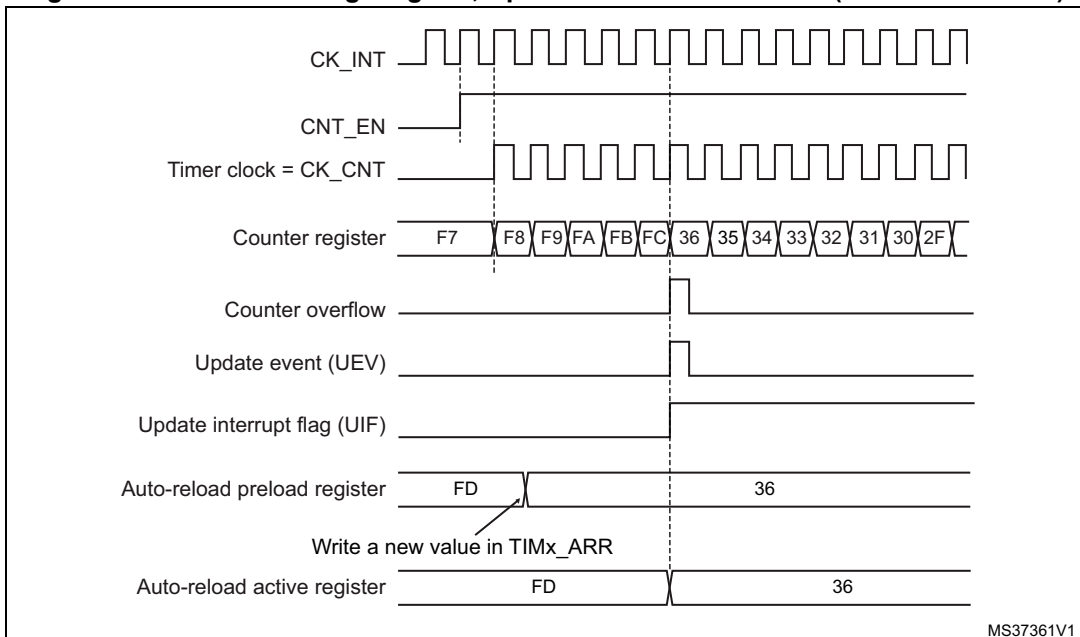 CK_INT
CNT_EN
Timer clock = CK_CNT
Counter register F7 F8 F9 FA FB FC 36 35 34 33 32 31 30 2F
Counter overflow
Update event (UEV)
Update interrupt flag (UIF)
Auto-reload preload register FD 36
Write a new value in TIMx_ARR
Auto-reload active register FD 36
MS37361V1